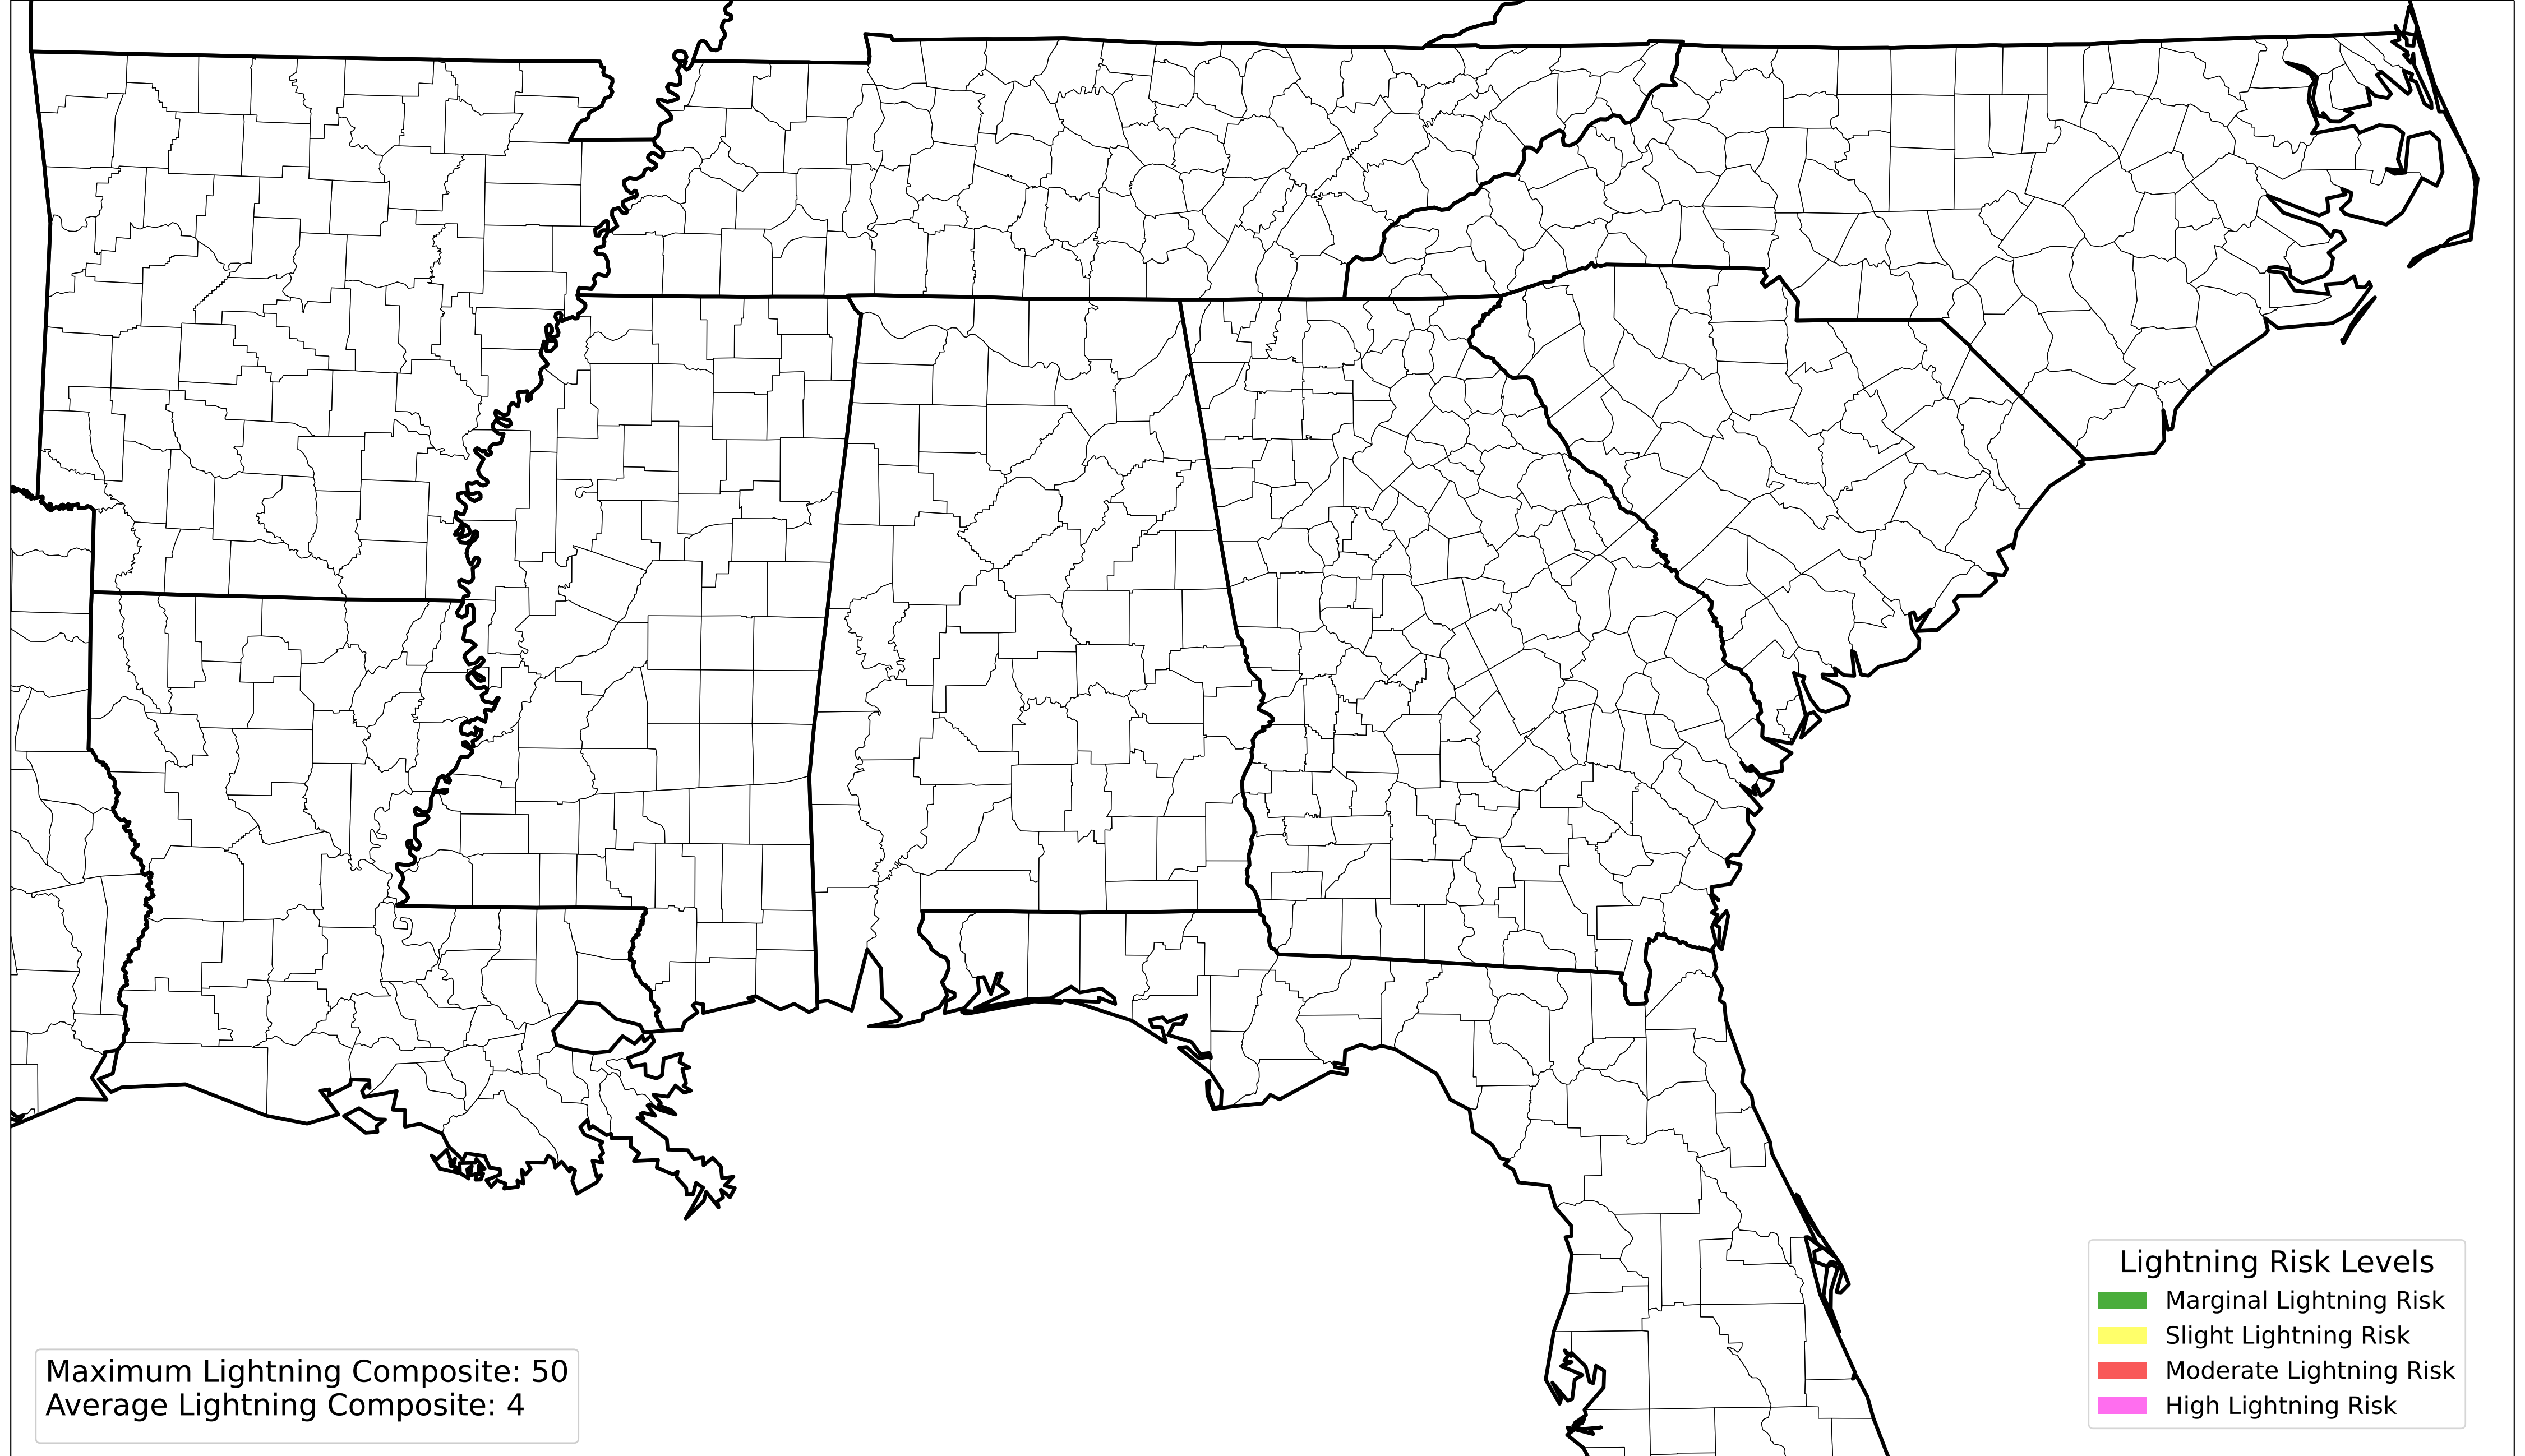 Lightning Risk Levels
Marginal Lightning Risk
Slight Lightning Risk
Moderate Lightning Risk
High Lightning Risk
Maximum Lightning Composite: 50
Average Lightning Composite: 4